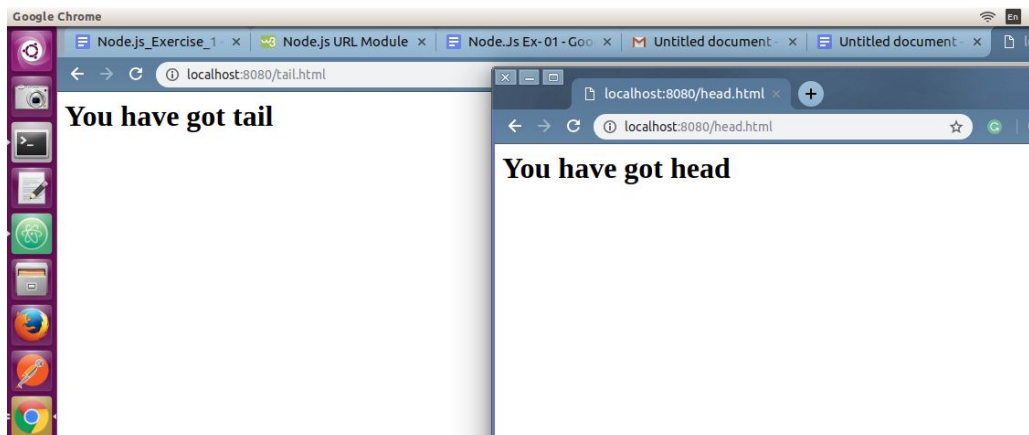 Google Chrome
En
Node.js_Exercise_1 -
w3 Node.js URL Module
Node.Js Ex-01 - Goo
Untitled document -
Untitled document -
localhost:8080/tail.html
You have got tail
localhost:8080/head.html
localhost:8080/head.html
G
You have got head